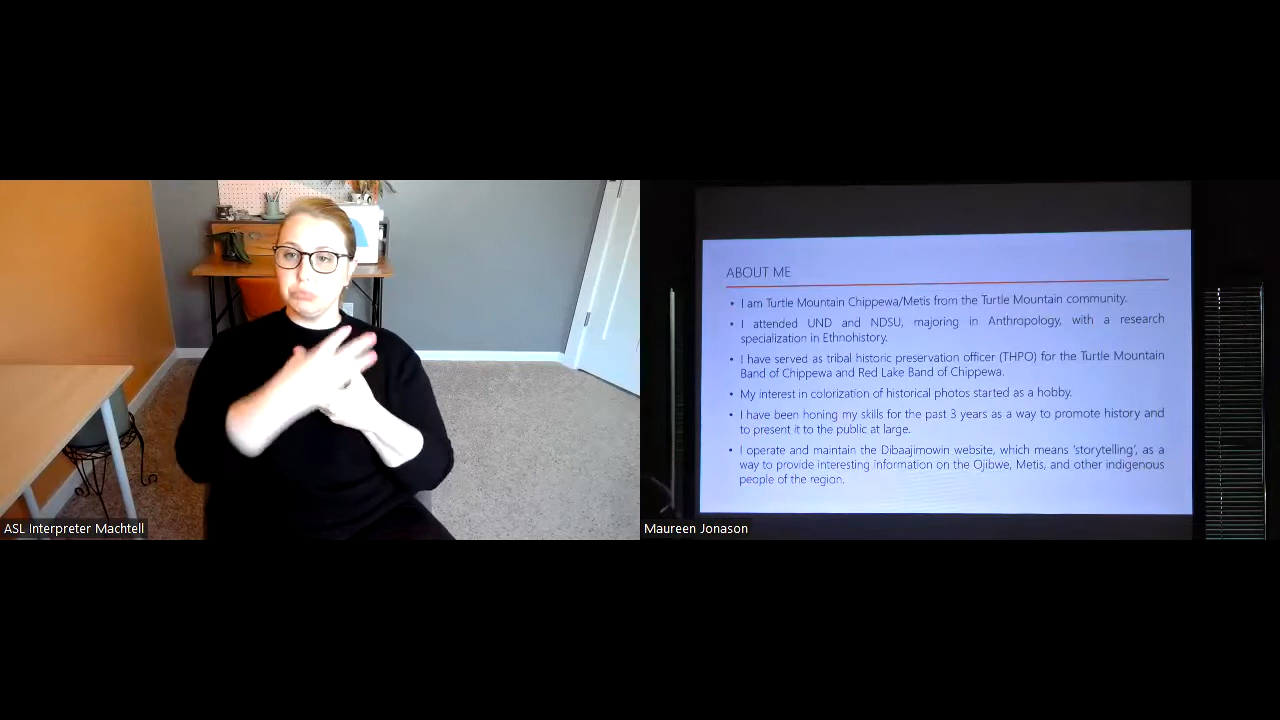 ABOUT ME
• I am Turtle Mountain Chippewa/Metis from the Turtle Mountain community.
• I attended UND and NDSU, majored in Anthropology, with a research
specialization in Ethnohistory.
• I have served as tribal historic preservation officer (THPO) for the Turtle Mountain
Band of Chippewa and Red Lake Band of Chippewa.
• My work in colorization of historical photos started as a hobby.
• I have been honing my skills for the past years as a way to promote history and
to present it to the public at large.
• I operate and maintain the Dibaajimowin website, which means 'storytelling', as a
way to provide interesting information on the Ojibwe, Metis, and other indigenous
people of the region.
ASL Interpreter Machtell
Maureen Jonason